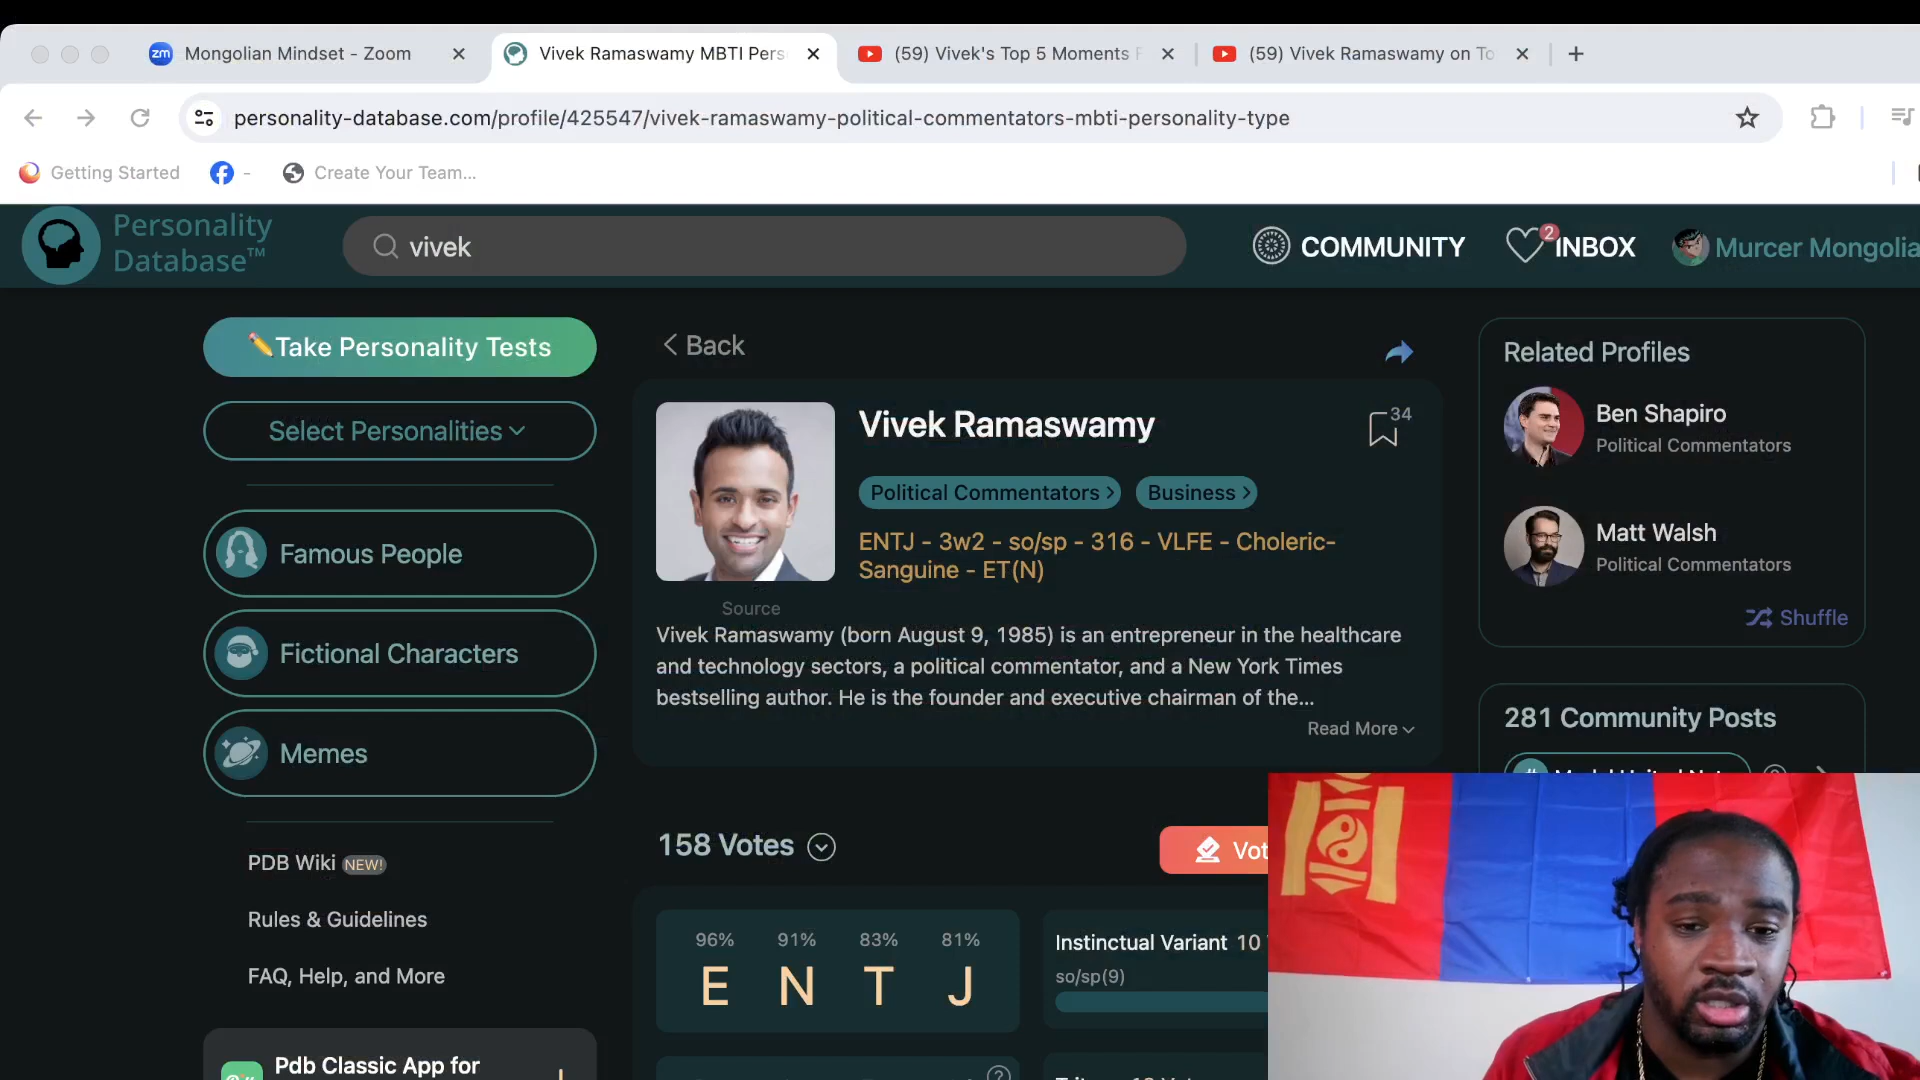 zm Mongolian Mindset - Zoom
Vivek Ramaswamy MBTI Pers
(59) Vivek's Top 5 Moments F
(59) Vivek Ramaswamy on To
personality-database.com/profile/425547/vivek-ramaswamy-political-commentators-mbti-personality-type
Getting Started
-
Create Your Team...
Personality
Database™
vivek
COMMUNITY
2
INBOX
Murcer Mongolia
Take Personality Tests
Select Personalities
Famous People
Fictional Characters
Memes
PDB Wiki NEW!
Rules & Guidelines
FAQ, Help, and More
Pdb Classic App for
Back
Vivek Ramaswamy
34
Political Commentators
Business
ENTJ - 3w2 - so/sp - 316 - VLFE - Choleric-
Sanguine - ET(N)
Source
Vivek Ramaswamy (born August 9, 1985) is an entrepreneur in the healthcare
and technology sectors, a political commentator, and a New York Times
bestselling author. He is the founder and executive chairman of the...
Read More
158 Votes
96% 91% 83% 81%
E N T J
Instinctual Variant 10
so/sp(9)
Related Profiles
Ben Shapiro
Political Commentators
Matt Walsh
Political Commentators
Shuffle
281 Community Posts